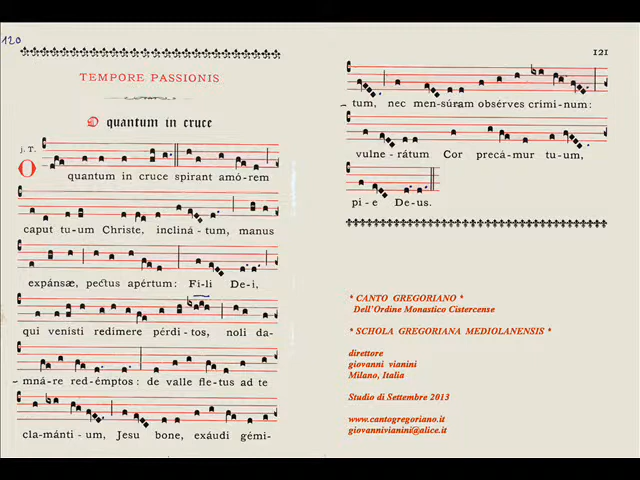 120
TEMPORE PASSIONIS
O quantum in cruce
j. T.
O quantum in cruce spirant amó-rem
caput tu-um Christe, incliná - tum, manus
expánsæ, pectus apértum: Fi-li De-i,
qui venísti redímere pérdi-tos, noli da-
mná-re red-émptos: de valle fle-tus ad te
cla-mánti - um, Jesu bone, exáudi gémi-
121
tum, nec men-súram obsérves crimi-num:
vulne - rátum Cor precá-mur tu-um,
pi-e De-us.
* CANTO GREGORIANO *
Dell'Ordine Monastico Cistercense
* SCHOLA GREGORIANA MEDIOLANENSIS *
direttore
giovanni vianini
Milano, Italia
Studio di Settembre 2013
www.cantogregoriano.it
giovannivianini@alice.it